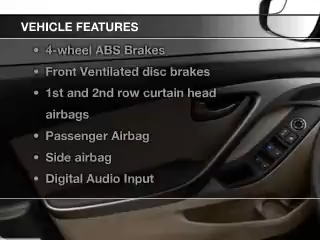 VEHICLE FEATURES
• 4-wheel ABS Brakes
• Front Ventilated disc brakes
• 1st and 2nd row curtain head
airbags
• Passenger Airbag
• Side airbag
• Digital Audio Input